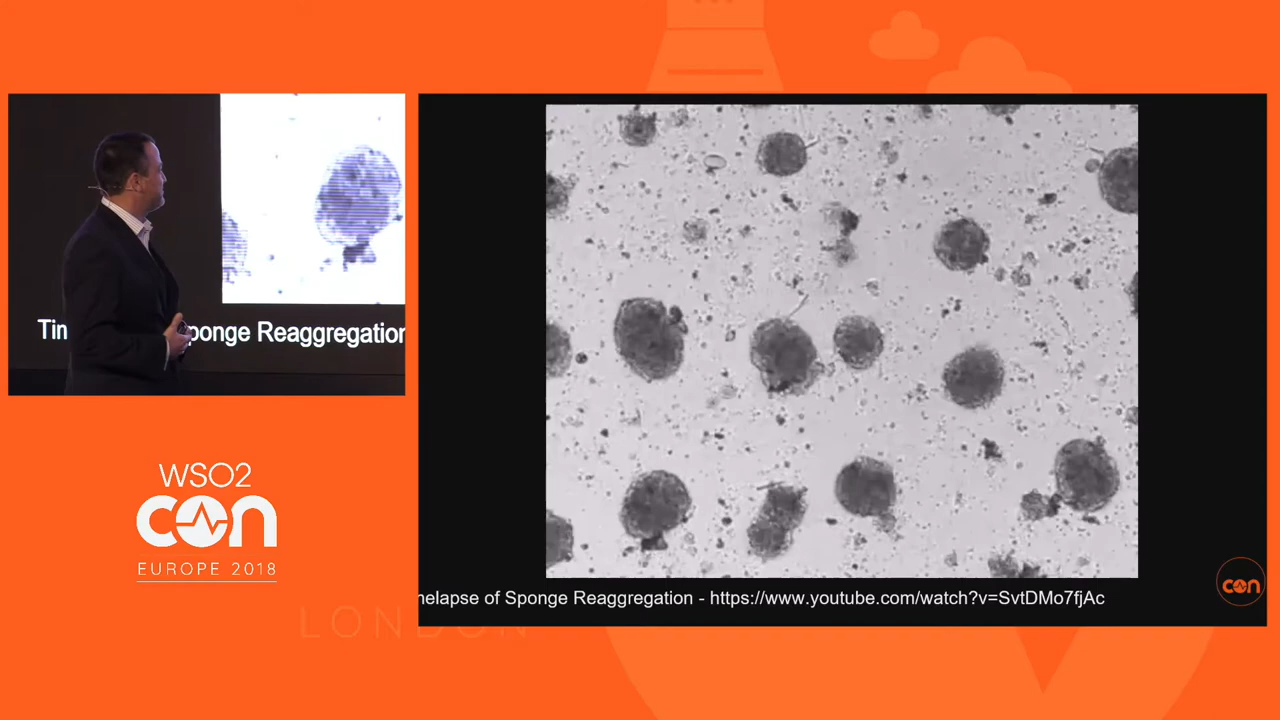 Tin
ponge Reaggregation
WSO2
con
EUROPE 2018
LONDON
nelapse of Sponge Reaggregation - https://www.youtube.com/watch?v=SvtDMo7fjAc
con